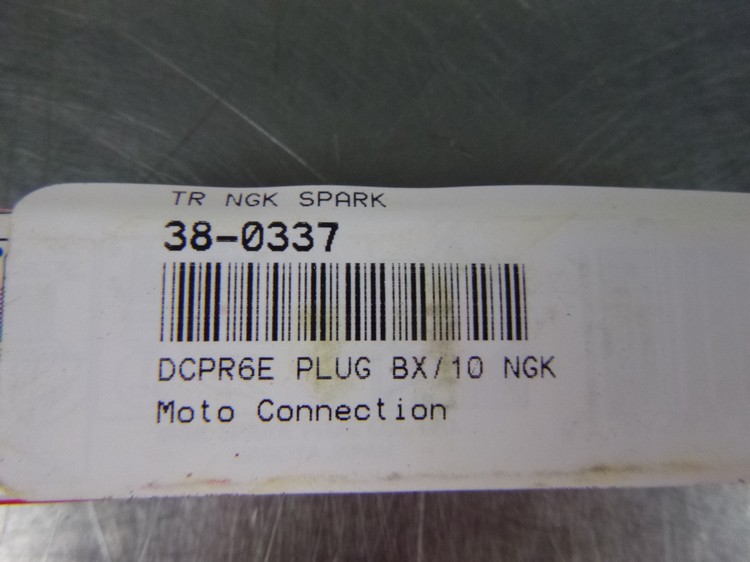 TR NGK SPARK
38-0337
DCPR6E PLUG BX/10 NGK
Moto Connection